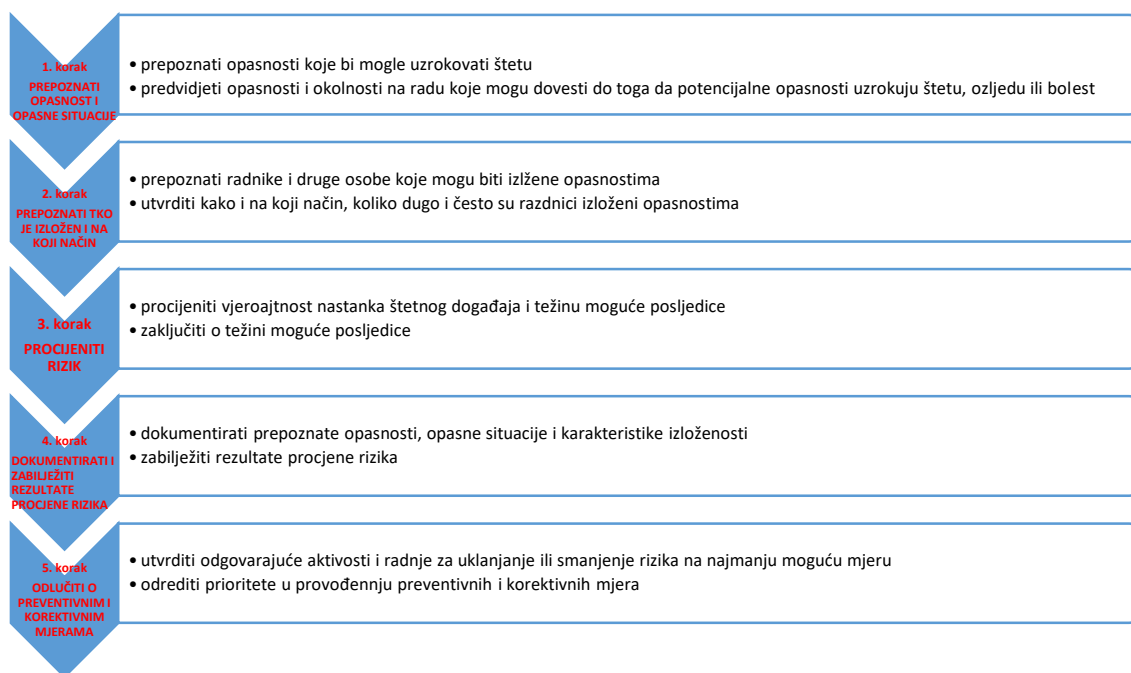 1. korak
PREPOZNATI
OPASNOST I
OPASNE SITUACIJE
• prepoznati opasnosti koje bi mogle uzrokovati štetu
• predvidjeti opasnosti i okolnosti na radu koje mogu dovesti do toga da potencijalne opasnosti uzrokuju štetu, ozljedu ili bolest
2. korak
PREPOZNATI TKO
JE IZLOŽEN I NA
KOJI NAČIN
• prepoznati radnike i druge osobe koje mogu biti izlžene opasnostima
• utvrditi kako i na koji način, koliko dugo i često su razdnici izloženi opasnostima
3. korak
PROCIJENITI
RIZIK
• procijeniti vjeroajtnost nastanka štetnog događaja i težinu moguće posljedice
• zaključiti o težini moguće posljedice
4. korak
DOKUMENTIRATI I
ZABILJEŽITI
REZULTATE
PROCJENE RIZIKA
• dokumentirati prepoznate opasnosti, opasne situacije i karakteristike izloženosti
• zabilježiti rezultate procjene rizika
5. korak
ODLUČITI O
PREVENTIVNIM I
KOREKTIVNIM
MJERAMA
• utvrditi odgovarajuće aktivosti i radnje za uklanjanje ili smanjenje rizika na najmanju moguću mjeru
• odrediti prioritete u provođennju preventivnih i korektivnih mjera